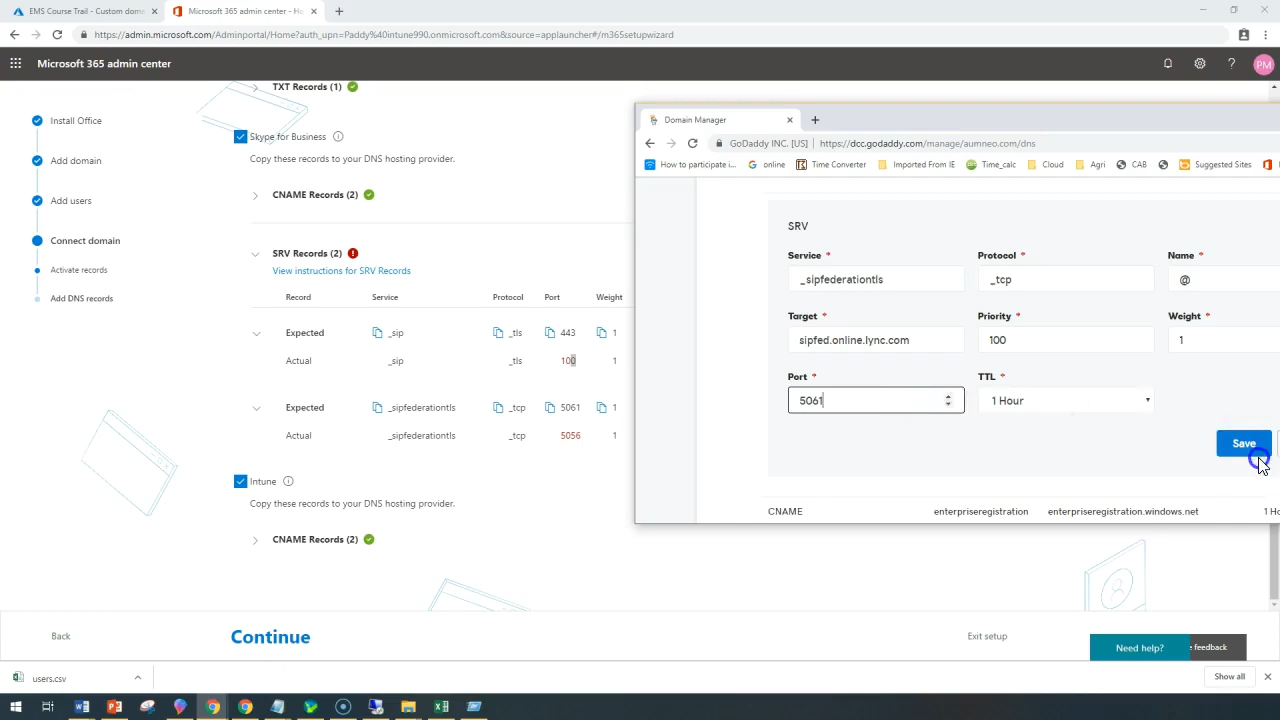 EMS Course Trail - Custom doma
Microsoft 365 admin center - Ho
https://admin.microsoft.com/Adminportal/Home?auth_upn=Paddy%40intune990.onmicrosoft.com&source=applauncher#/m365setupwizard
Microsoft 365 admin center
PM
Install Office
Add domain
Add users
Connect domain
Activate records
Add DNS records
TXT Records (1)
Skype for Business
Copy these records to your DNS hosting provider.
CNAME Records (2)
SRV Records (2)
View instructions for SRV Records
Record Service Protocol Port Weight
Expected _sip _tls 443 1
Actual _sip _tls 100 1
Expected _sipfederationtls _tcp 5061 1
Actual _sipfederationtls _tcp 5056 1
Intune
Copy these records to your DNS hosting provider.
CNAME Records (2)
Domain Manager
GoDaddy INC. [US] https://dcc.godaddy.com/manage/aumneo.com/dns
How to participate i... online Time Converter Imported From IE Time_calc Cloud Agri CAB Suggested Sites
SRV
Service * Protocol * Name *
_sipfederationtls _tcp @
Target * Priority * Weight *
sipfed.online.lync.com 100 1
Port * TTL *
5061 1 Hour
Save
CNAME enterpriseregistration enterpriseregistration.windows.net 1 Ho
Back Continue Exit setup
Need help? e feedback
users.csv Show all